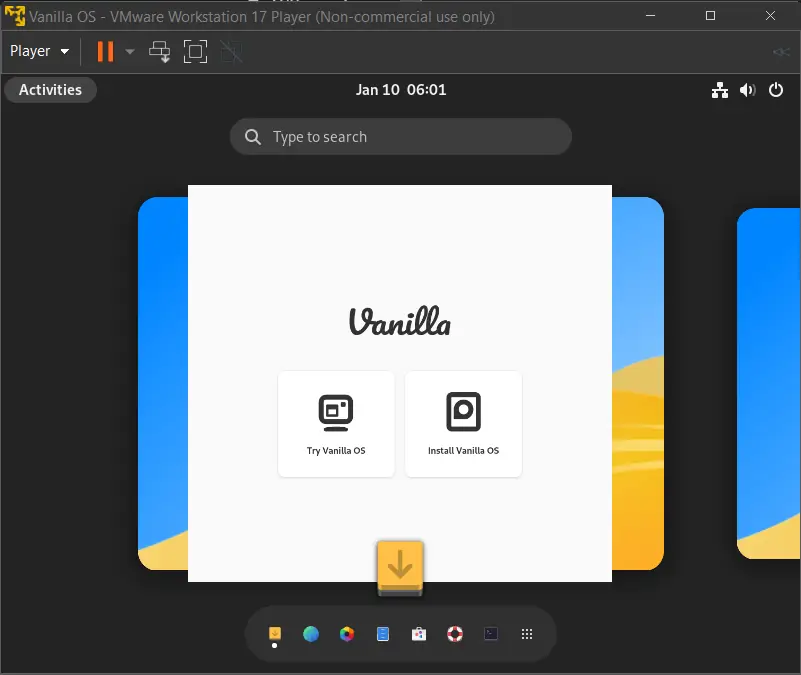 Vanilla OS - VMware Workstation 17 Player (Non-commercial use only)
Player
Activities
Jan 10 06:01
Type to search
Vanilla
Try Vanilla OS
Install Vanilla OS